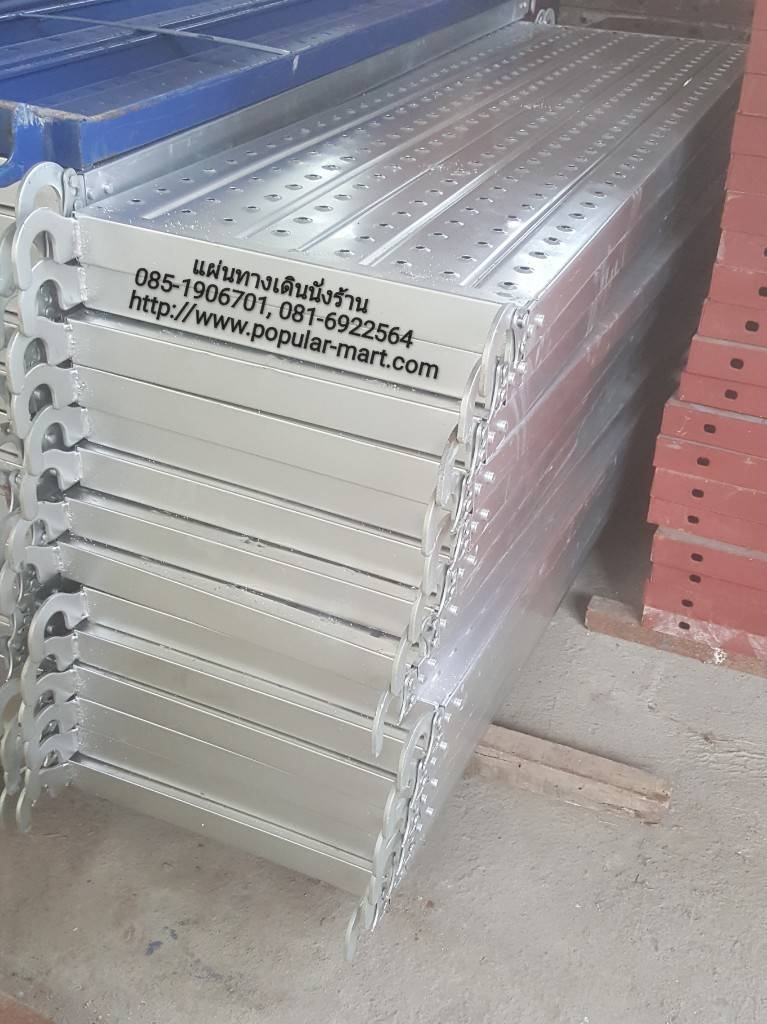 แผ่นทางเดินนั่งร้าน
085-1906701, 081-6922564
http://www.popular-mart.com